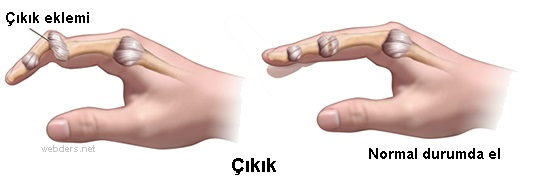 Çıkık eklemi
webders.net
Çıkık
Normal durumda el